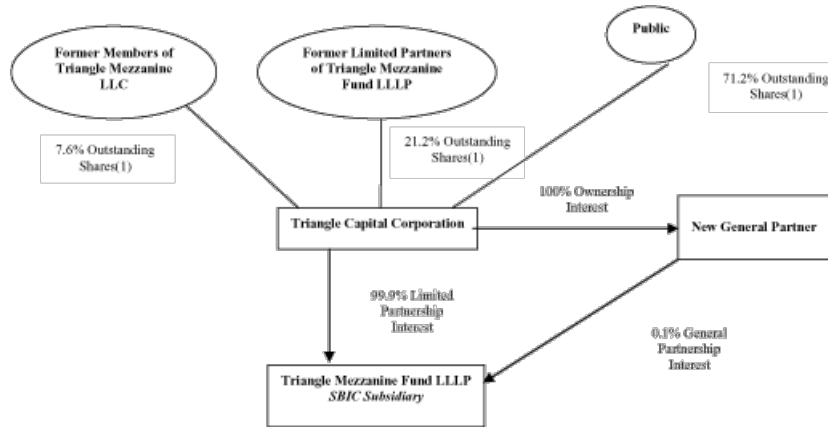 Public
Former Members of
Triangle Mezzanine
LLC
Former Limited Partners
of Triangle Mezzanine
Fund LLLP
71.2% Outstanding
Shares(1)
7.6% Outstanding
Shares(1)
21.2% Outstanding
Shares(1)
100% Ownership
Interest
Triangle Capital Corporation
New General Partner
99.9% Limited
Partnership
Interest
0.1% General
Partnership
Interest
Triangle Mezzanine Fund LLLP
SBIC Subsidiary